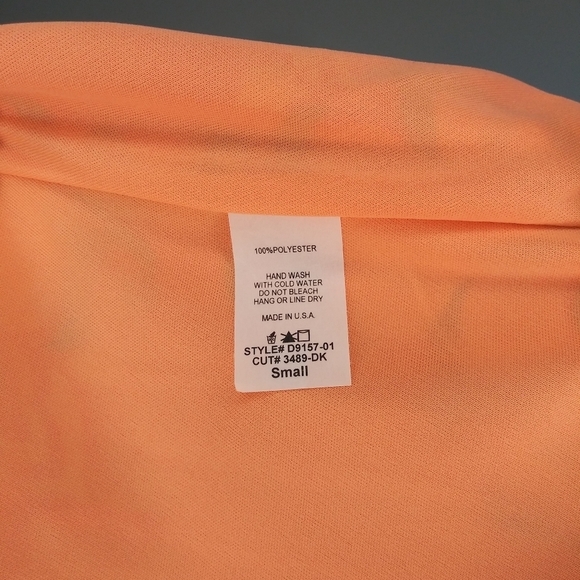 100%POLYESTER
HAND WASH
WITH COLD WATER
DO NOT BLEACH
HANG OR LINE DRY
MADE IN U.S.A.
STYLE# D9157-01
CUT# 3489-DK
Small